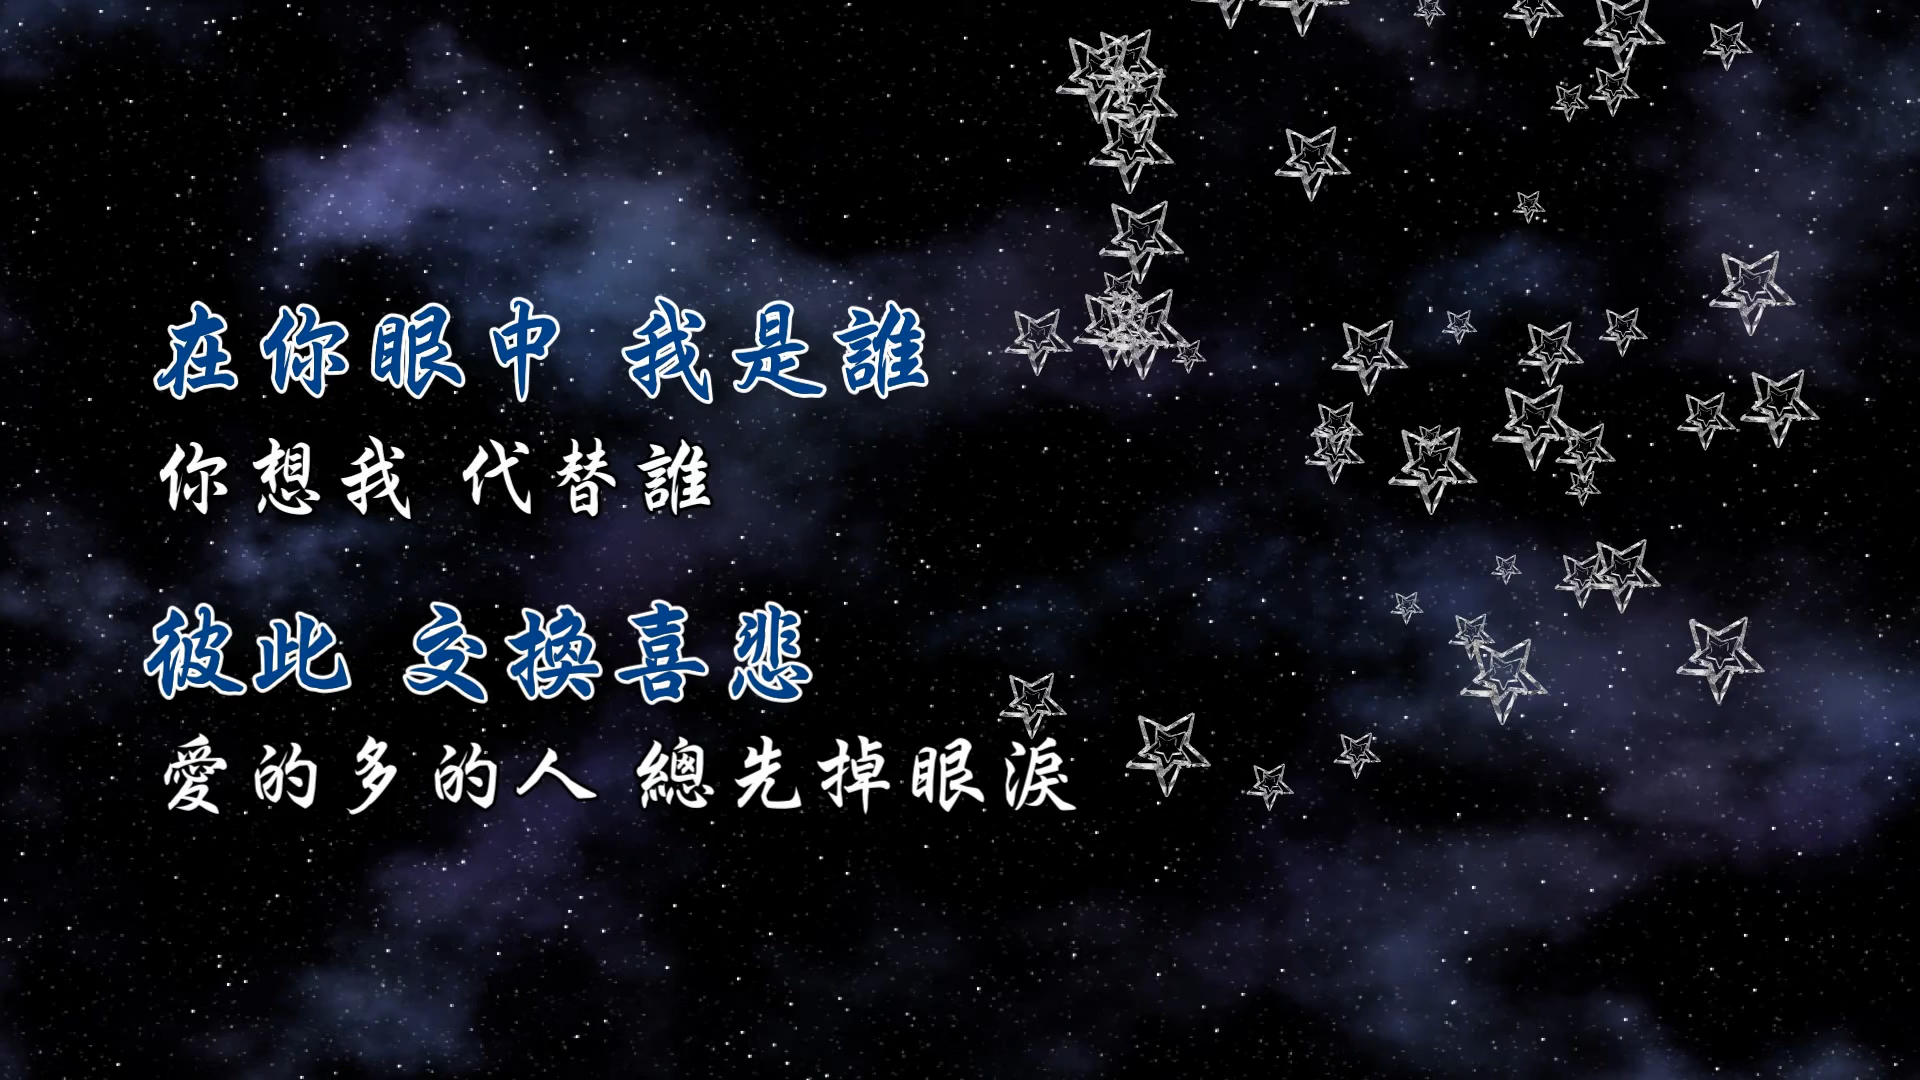 在你眼中 我是誰
你想我 代替誰
彼此 交換喜悲
愛的多的人 總先掉眼淚